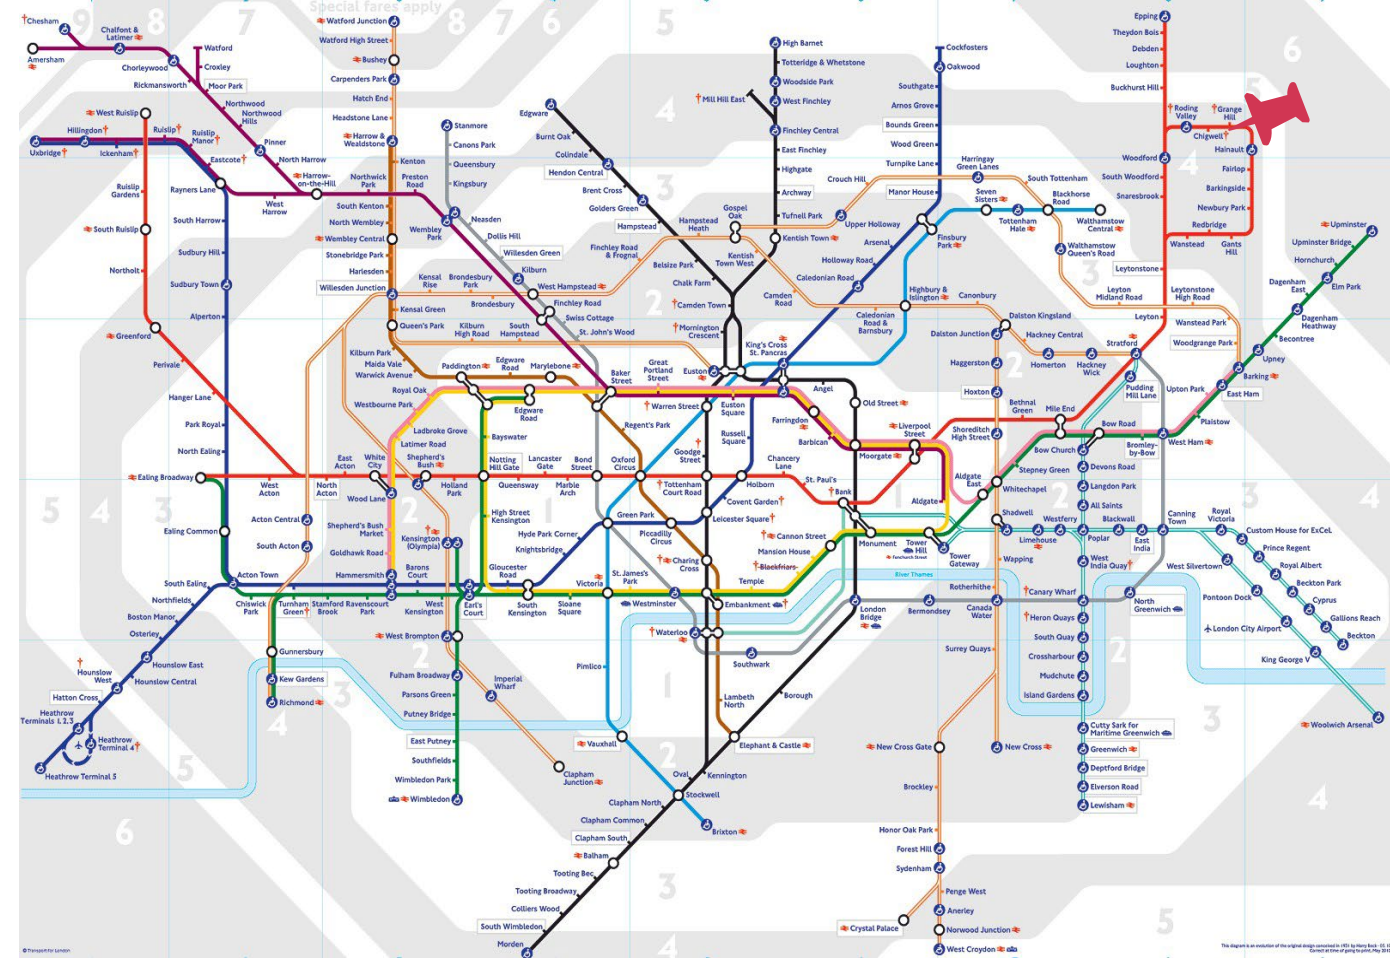 Special fares apply
9
8
7
8
7
6
5
6
†Chesham
Chalfont &
Latimer
Watford
Amersham
Croxley
Chorleywood
Rickmansworth
Moor Park
Northwood
Northwood
Hills
Pinner
North Harrow
Harrow-
on-the-Hill
West Ruislip
Hillingdon†
Ruislip†
Ruislip
Manor†
Uxbridge†
Ickenham†
Eastcote†
Rayners Lane
West
Harrow
Ruislip
Gardens
South Ruislip
Northolt
Greenford
South Harrow
Sudbury Hill
Sudbury Town
Alperton
Perivale
Hanger Lane
Park Royal
North Ealing
Ealing Broadway
West
Acton
North
Acton
East
Acton
White
City
Shepherd's
Bush
Holland
Park
Ealing Common
Acton Central
South Acton
Acton Town
South Ealing
Northfields
Boston Manor
Osterley
Hounslow East
Hounslow Central
Hounslow
West
Hatton Cross
Heathrow
Terminals 1, 2, 3
Heathrow
Terminal 4†
Heathrow Terminal 5
Chiswick
Park
Turnham
Green†
Stamford
Brook
Ravenscourt
Park
Gunnersbury
Kew Gardens
Richmond
Watford Junction
Watford High Street
Bushey
Carpenders Park
Hatch End
Headstone Lane
Harrow &
Wealdstone
Kenton
Northwick
Park
Preston
Road
South Kenton
North Wembley
Wembley Central
Stonebridge Park
Harlesden
Willesden Junction
Kensal Green
Queen's Park
Kilburn Park
Maida Vale
Warwick Avenue
Royal Oak
Westbourne Park
Ladbroke Grove
Latimer Road
Wood Lane
Shepherd's Bush
Market
Goldhawk Road
Hammersmith
Barons
Court
Kensington
(Olympia)
West
Kensington
Earl's
Court
West Brompton
Fulham Broadway
Parsons Green
Putney Bridge
East Putney
Southfields
Wimbledon Park
Wimbledon
Imperial
Wharf
Clapham
Junction
Stanmore
Canons Park
Queensbury
Kingsbury
Wembley
Park
Neasden
Dollis Hill
Willesden Green
Kilburn
West Hampstead
Finchley Road
Swiss Cottage
St. John's Wood
Kensal
Rise
Brondesbury
Park
Brondesbury
Kilburn
High Road
South
Hampstead
Edgware
Burnt Oak
Colindale
Hendon Central
Brent Cross
Golders Green
Hampstead
Hampstead
Heath
Finchley Road
& Frognal
Belsize Park
Chalk Farm
Camden Town
Mornington
Crescent
High Barnet
Totteridge & Whetstone
Woodside Park
West Finchley
†Mill Hill East
Finchley Central
East Finchley
Highgate
Archway
Tufnell Park
Kentish Town
Gospel
Oak
Kentish
Town West
Camden
Road
Crouch Hill
Upper Holloway
Harringay
Green Lanes
South Tottenham
Cockfosters
Oakwood
Southgate
Arnos Grove
Bounds Green
Wood Green
Turnpike Lane
Manor House
Finsbury
Park
Arsenal
Holloway Road
Caledonian Road
Caledonian
Road &
Barnsbury
Highbury &
Islington
Canonbury
Seven
Sisters
Tottenham
Hale
Blackhorse
Road
Walthamstow
Central
Walthamstow
Queen's Road
Leyton
Midland Road
Leytonstone
High Road
Wanstead Park
Woodgrange Park
Epping
Theydon Bois
Debden
Loughton
Buckhurst Hill
†Roding
Valley
†Grange
Hill
Chigwell†
Hainault
Fairlop
Barkingside
Newbury Park
Redbridge
Gants
Hill
Wanstead
Woodford
South Woodford
Snaresbrook
Leytonstone
Leyton
Stratford
Upminster
Upminster Bridge
Hornchurch
Elm Park
Dagenham
East
Dagenham
Heathway
Becontree
Upney
Barking
East Ham
Upton Park
Plaistow
West Ham
Dalston Kingsland
Dalston Junction
Hackney Central
Homerton
Hackney
Wick
Pudding
Mill Lane
Haggerston
Hoxton
Shoreditch
High Street
Bethnal
Green
Mile End
Bow Road
Bow Church
Bromley-
by-Bow
Stepney Green
Whitechapel
Devons Road
Langdon Park
All Saints
Paddington
Edgware
Road
Marylebone
Edgware
Road
Baker
Street
Great
Portland
Street
Euston
King's Cross
St. Pancras
Angel
Euston
Square
†Warren Street
Regent's Park
Russell
Square
Farringdon
Barbican
Old Street
Moorgate
Liverpool
Street
Bayswater
Notting
Hill Gate
Queensway
Lancaster
Gate
Marble
Arch
Bond
Street
Oxford
Circus
Goodge
Street
†Tottenham
Court Road
Holborn
Chancery
Lane
St. Paul's
†Bank
Aldgate
Aldgate
East
High Street
Kensington
Hyde Park Corner
Knightsbridge
Green Park
Piccadilly
Circus
Covent Garden†
Leicester Square†
†Charing
Cross
Cannon Street
Mansion House
†Blackfriars
Temple
Embankment
Monument
Tower
Hill
Fenchurch Street
Tower
Gateway
Gloucester
Road
South
Kensington
Sloane
Square
Victoria
St. James's
Park
Westminster
†Waterloo
Southwark
Pimlico
Vauxhall
Lambeth
North
Elephant & Castle
Borough
London
Bridge
Bermondsey
Canada
Water
River Thames
Kennington
Oval
Stockwell
Brixton
Clapham North
Clapham Common
Clapham South
Balham
Tooting Bec
Tooting Broadway
Colliers Wood
South Wimbledon
Morden
Shadwell
Wapping
Rotherhithe
Surrey Quays
New Cross Gate
New Cross
Brockley
Honor Oak Park
Forest Hill
Sydenham
Penge West
Anerley
Crystal Palace
Norwood Junction
West Croydon
Limehouse
Westferry
Poplar
Blackwall
East
India
Canning
Town
West
India Quay†
†Canary Wharf
†Heron Quays
South Quay
Crossharbour
Mudchute
Island Gardens
Cutty Sark for
Maritime Greenwich
Greenwich
Deptford Bridge
Elverson Road
Lewisham
North
Greenwich
Royal
Victoria
Custom House for ExCeL
Prince Regent
Royal Albert
Beckton Park
Cyprus
Gallions Reach
Beckton
West Silvertown
Pontoon Dock
London City Airport
King George V
Woolwich Arsenal
© Transport for London